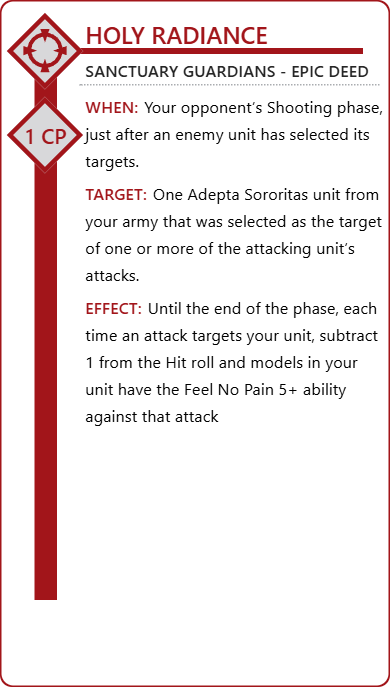 HOLY RADIANCE
SANCTUARY GUARDIANS - EPIC DEED
1 CP
WHEN: Your opponent's Shooting phase,
just after an enemy unit has selected its
targets.
TARGET: One Adepta Sororitas unit from
your army that was selected as the target
of one or more of the attacking unit's
attacks.
EFFECT: Until the end of the phase, each
time an attack targets your unit, subtract
1 from the Hit roll and models in your
unit have the Feel No Pain 5+ ability
against that attack